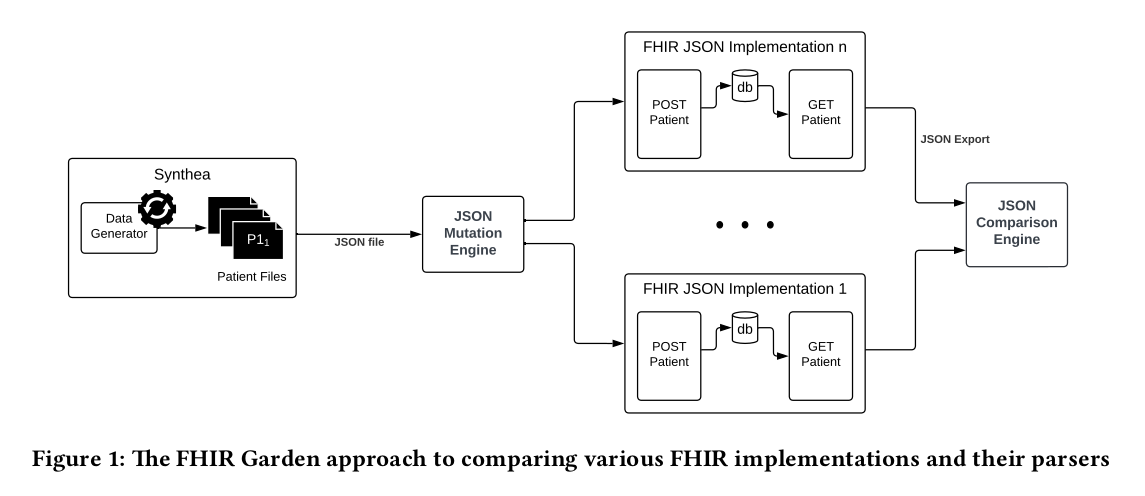 Synthea
Data
Generator
P1₁
Patient Files
JSON file
JSON
Mutation
Engine
FHIR JSON Implementation n
POST
Patient
db
GET
Patient
JSON Export
• • •
FHIR JSON Implementation 1
POST
Patient
db
GET
Patient
JSON
Comparison
Engine
Figure 1: The FHIR Garden approach to comparing various FHIR implementations and their parsers